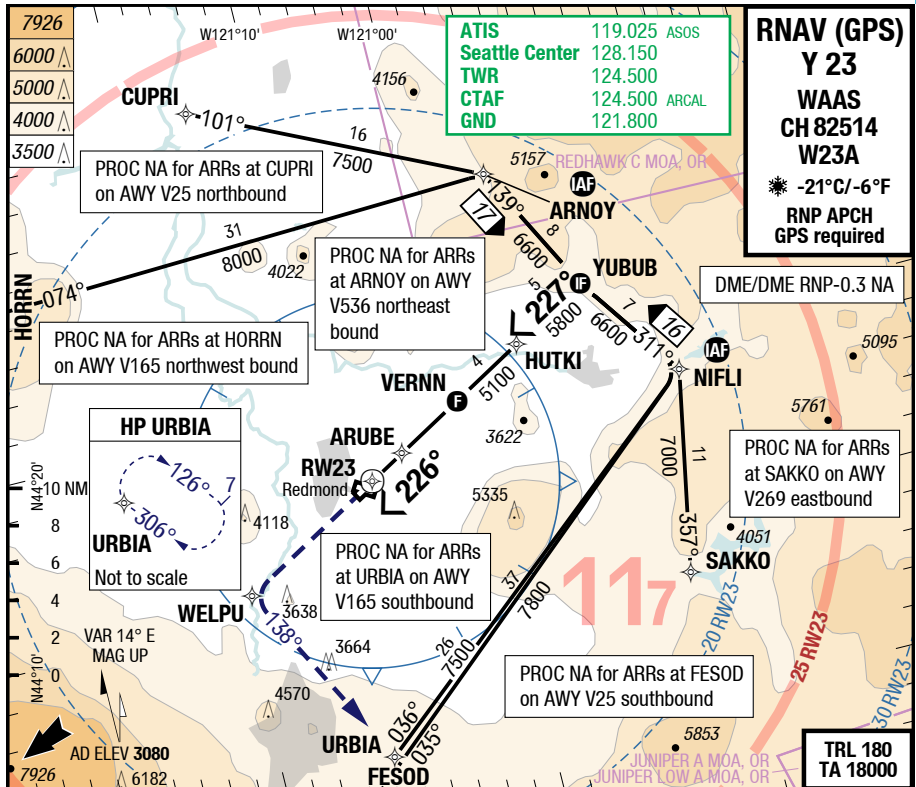 7926
6000
5000
4000
3500
W121°10'
W121°00'
ATIS 119.025 ASOS
Seattle Center 128.150
TWR 124.500
CTAF 124.500 ARCAL
GND 121.800
RNAV (GPS)
Y 23
WAAS
CH 82514
W23A
-21°C/-6°F
RNP APCH
GPS required
CUPRI
101°
16
7500
4156
5157
REDHAWK C MOA, OR
IAF
ARNOY
139°
17
8
6600
PROC NA for ARRs at CUPRI
on AWY V25 northbound
31
8000
4022
PROC NA for ARRs
at ARNOY on AWY
V536 northeast
bound
YUBUB
IF
DME/DME RNP-0.3 NA
HORRN
074°
5
227°
5800
7
6600
311°
16
IAF
NIFLI
5095
PROC NA for ARRs at HORRN
on AWY V165 northwest bound
HUTKI
4
5100
VERNN
F
5761
3622
HP URBIA
126°
7
306°
URBIA
Not to scale
ARUBE
RW23
Redmond
226°
11
7000
357°
PROC NA for ARRs
at SAKKO on AWY
V269 eastbound
N44°20'
10 NM
8
6
4
2
0
N44°10'
4118
5335
4051
SAKKO
PROC NA for ARRs
at URBIA on AWY
V165 southbound
37
7800
117
WELPU
3638
138°
3664
26
7500
20 RW23
25 RW23
30 RW23
VAR 14° E
MAG UP
4570
PROC NA for ARRs at FESOD
on AWY V25 southbound
036°
035°
URBIA
FESOD
5853
AD ELEV 3080
7926
6182
JUNIPER A MOA, OR
JUNIPER LOW A MOA, OR
TRL 180
TA 18000